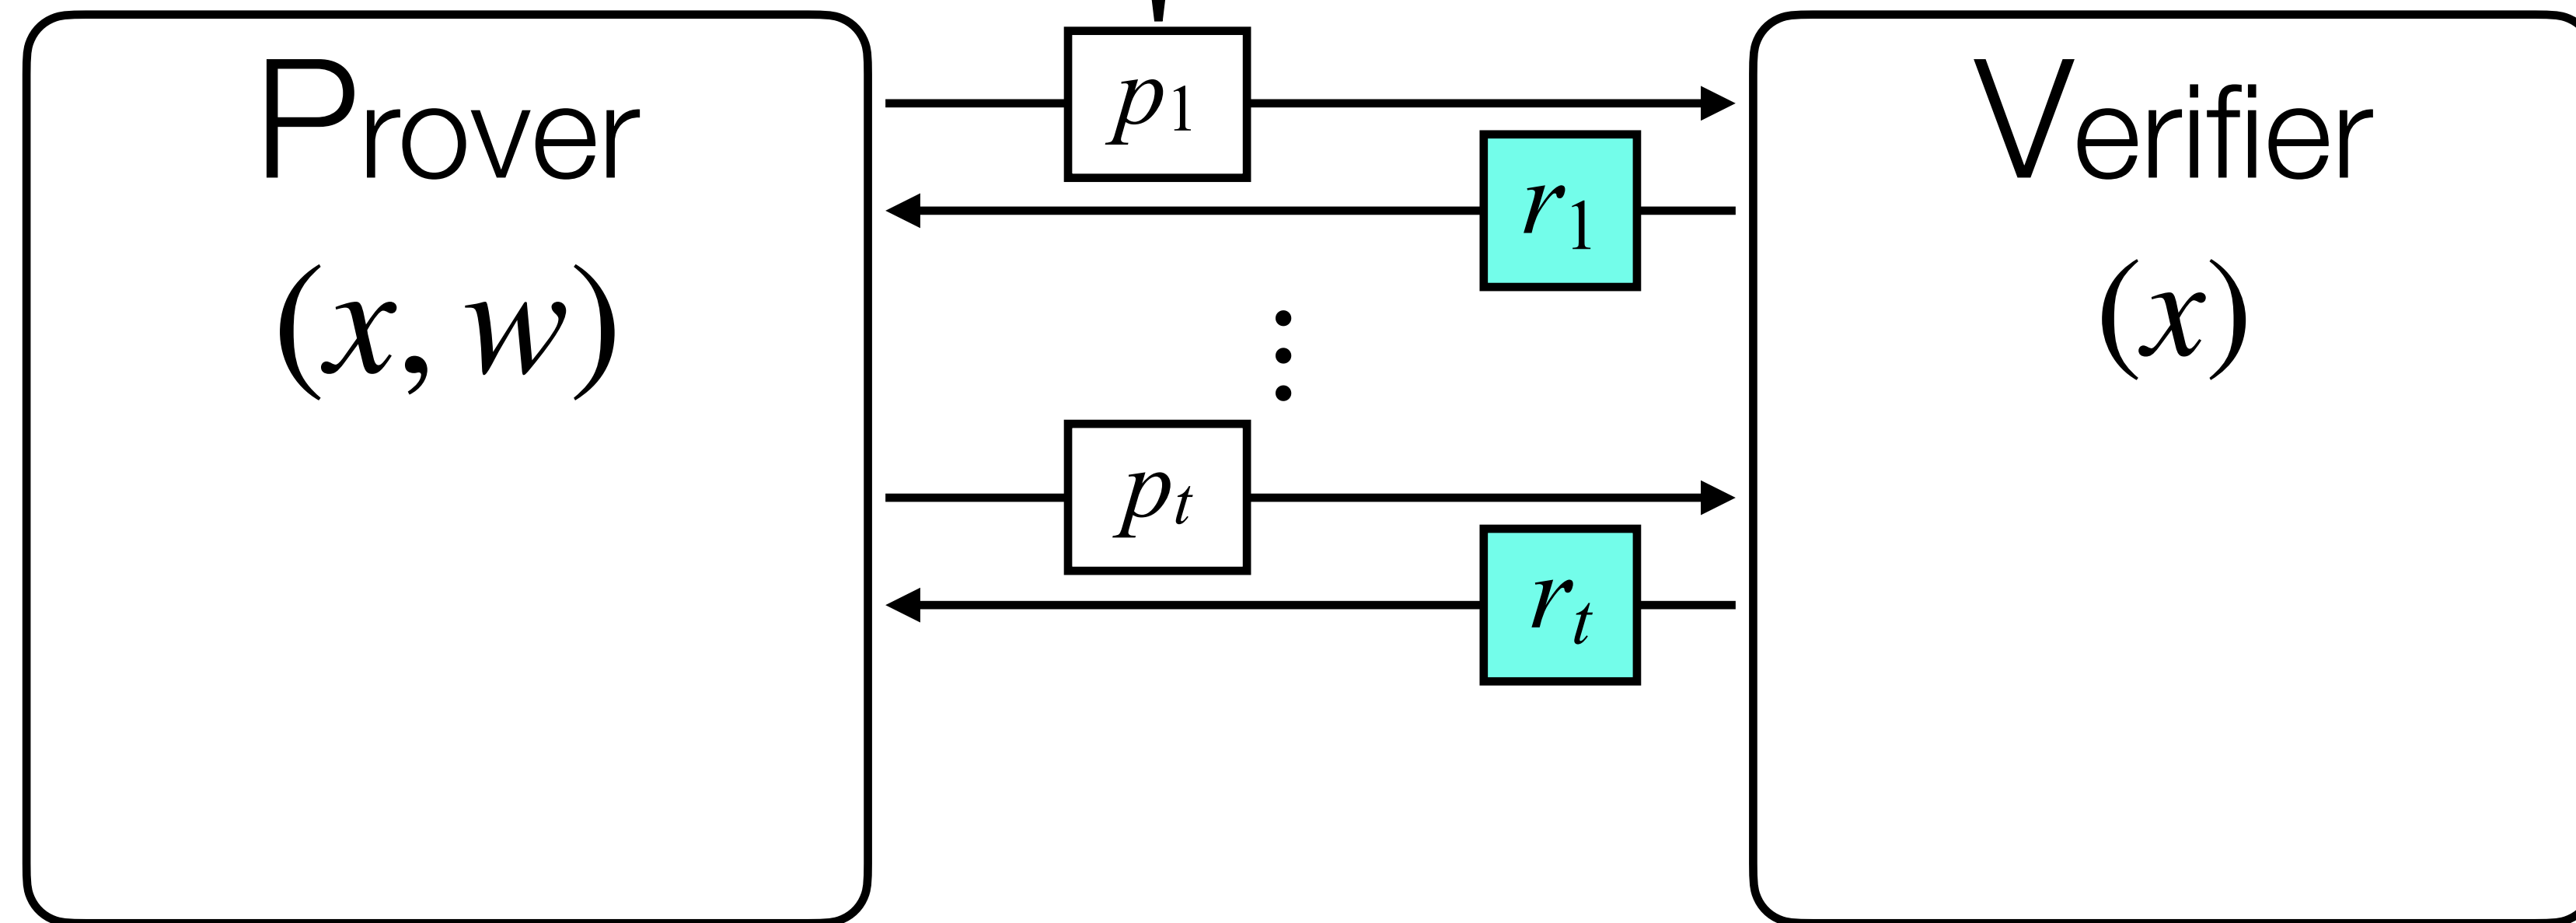 Prover
(x, w)
p₁
r₁
⋮
pₜ
rₜ
Verifier
(x)